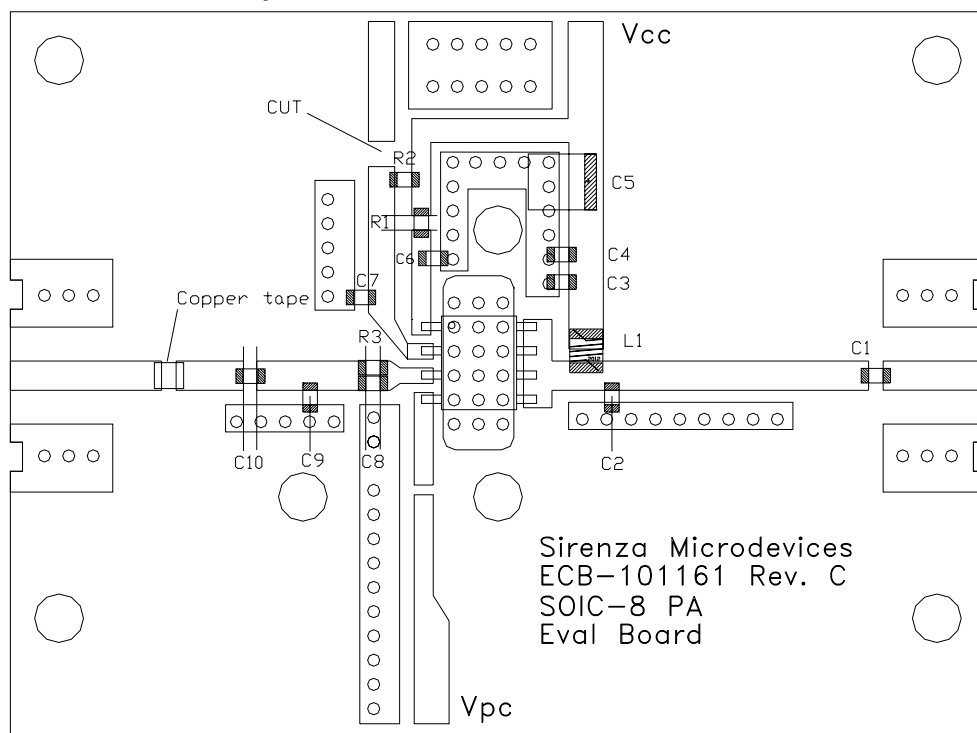 Vcc
CUT
R2
C5
R1
C6
C4
C3
C7
Copper tape
R3
L1
2012
C1
C10
C9
C8
C2
Sirenza Microdevices
ECB-101161 Rev. C
SOIC-8 PA
Eval Board
Vpc